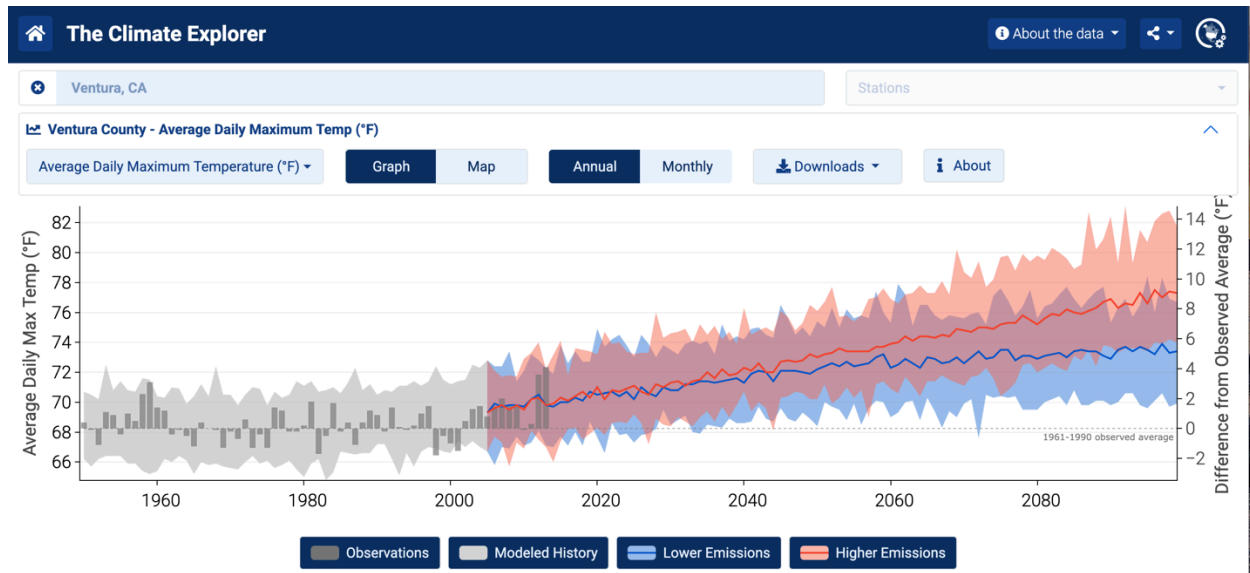 The Climate Explorer
About the data
Ventura, CA
Stations
Ventura County - Average Daily Maximum Temp (°F)
Average Daily Maximum Temperature (°F)
Graph
Map
Annual
Monthly
Downloads
About
Average Daily Max Temp (°F)
82
80
78
76
74
72
70
68
66
14
12
10
8
6
4
2
0
−2
Difference from Observed Average (°F)
1961-1990 observed average
1960
1980
2000
2020
2040
2060
2080
Observations
Modeled History
Lower Emissions
Higher Emissions